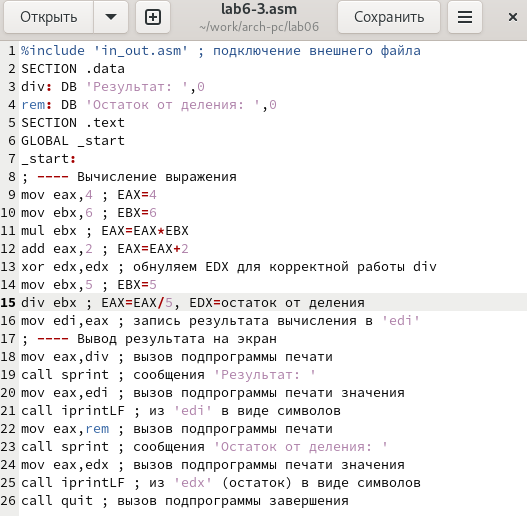 Открыть
lab6-3.asm
~/work/arch-pc/lab06
Сохранить
1 %include 'in_out.asm' ; подключение внешнего файла
2 SECTION .data
3 div: DB 'Результат: ',0
4 rem: DB 'Остаток от деления: ',0
5 SECTION .text
6 GLOBAL _start
7 _start:
8 ; ---- Вычисление выражения
9 mov eax,4 ; EAX=4
10 mov ebx,6 ; EBX=6
11 mul ebx ; EAX=EAX*EBX
12 add eax,2 ; EAX=EAX+2
13 xor edx,edx ; обнуляем EDX для корректной работы div
14 mov ebx,5 ; EBX=5
15 div ebx ; EAX=EAX/5, EDX=остаток от деления
16 mov edi,eax ; запись результата вычисления в 'edi'
17 ; ---- Вывод результата на экран
18 mov eax,div ; вызов подпрограммы печати
19 call sprint ; сообщения 'Результат: '
20 mov eax,edi ; вызов подпрограммы печати значения
21 call iprintLF ; из 'edi' в виде символов
22 mov eax,rem ; вызов подпрограммы печати
23 call sprint ; сообщения 'Остаток от деления: '
24 mov eax,edx ; вызов подпрограммы печати значения
25 call iprintLF ; из 'edx' (остаток) в виде символов
26 call quit ; вызов подпрограммы завершения